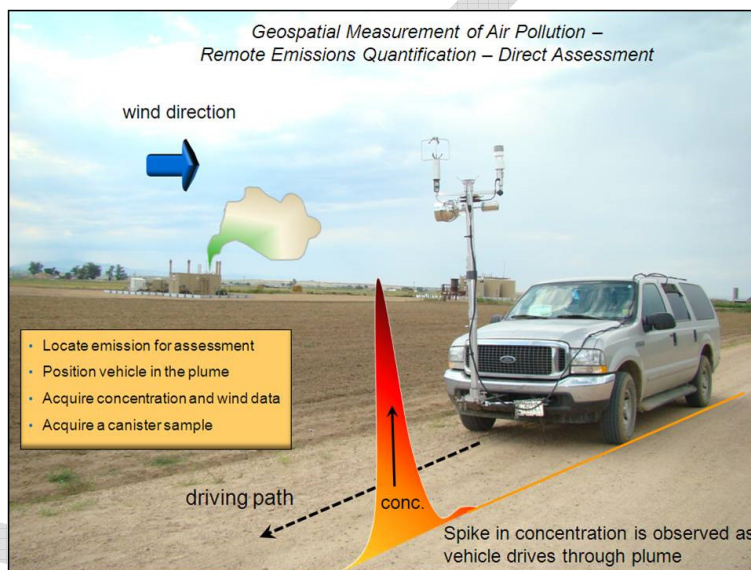 Geospatial Measurement of Air Pollution –
Remote Emissions Quantification – Direct Assessment
wind direction
• Locate emission for assessment
• Position vehicle in the plume
• Acquire concentration and wind data
• Acquire a canister sample
driving path
conc.
Spike in concentration is observed as
vehicle drives through plume